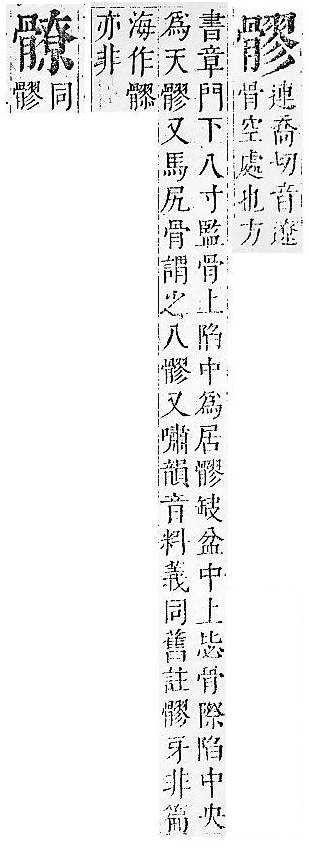 髎
連喬切音遼
骨空處也方
書章門下八寸監骨上陷中爲居髎缺盆中上毖骨際陷中央
爲天髎又馬尻骨謂之八髎又嘯韻音料義同舊註髎牙非篇
海作髎
亦非
髎
同
髎